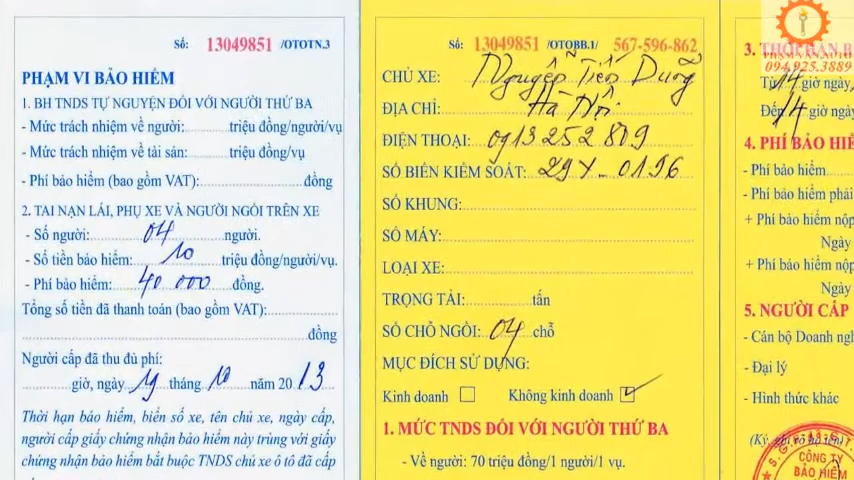 Số: 13049851 /OTOTN.3
PHẠM VI BẢO HIỂM
1. BH TNDS TỰ NGUYỆN ĐỐI VỚI NGƯỜI THỨ BA
- Mức trách nhiệm về người: triệu đồng/người/vụ
- Mức trách nhiệm về tài sản: triệu đồng/vụ
- Phí bảo hiểm (bao gồm VAT): đồng
2. TAI NẠN LÁI, PHỤ XE VÀ NGƯỜI NGỒI TRÊN XE
- Số người: 04 người.
- Số tiền bảo hiểm: 10 triệu đồng/người/vụ.
- Phí bảo hiểm: 40 000 đồng.
Tổng số tiền đã thanh toán (bao gồm VAT):
đồng
Người cấp đã thu đủ phí:
giờ, ngày 19 tháng 10 năm 2013
Thời hạn bảo hiểm, biển số xe, tên chủ xe, ngày cấp,
người cấp giấy chứng nhận bảo hiểm này trùng với giấy
chứng nhận bảo hiểm bắt buộc TNDS chủ xe ô tô đã cấp
Số: 13049851 /OTOBB.1/ 567-596-862
CHỦ XE: Nguyễn Tiến Dũng
ĐỊA CHỈ: Hà Nội
ĐIỆN THOẠI: 0913252809
SỐ BIỂN KIỂM SOÁT: 29Y-0196
SỐ KHUNG:
SỐ MÁY:
LOẠI XE:
TRỌNG TẢI: tấn
SỐ CHỖ NGỒI: 04 chỗ
MỤC ĐÍCH SỬ DỤNG:
Kinh doanh Không kinh doanh
1. MỨC TNDS ĐỐI VỚI NGƯỜI THỨ BA
- Về người: 70 triệu đồng/1 người/1 vụ.
3. THỜI HẠN B
094.925.3889
Từ 14 giờ ngày
Đến 14 giờ ngày
4. PHÍ BẢO HIỂ
- Phí bảo hiểm
- Phí bảo hiểm phải
+ Phí bảo hiểm nộp
Ngày
+ Phí bảo hiểm nộp
Ngày
5. NGƯỜI CẤP
- Cán bộ Doanh ngh
- Đại lý
- Hình thức khác
(Ký, ghi rõ họ tên)
CÔNG TY
BẢO HIỂM